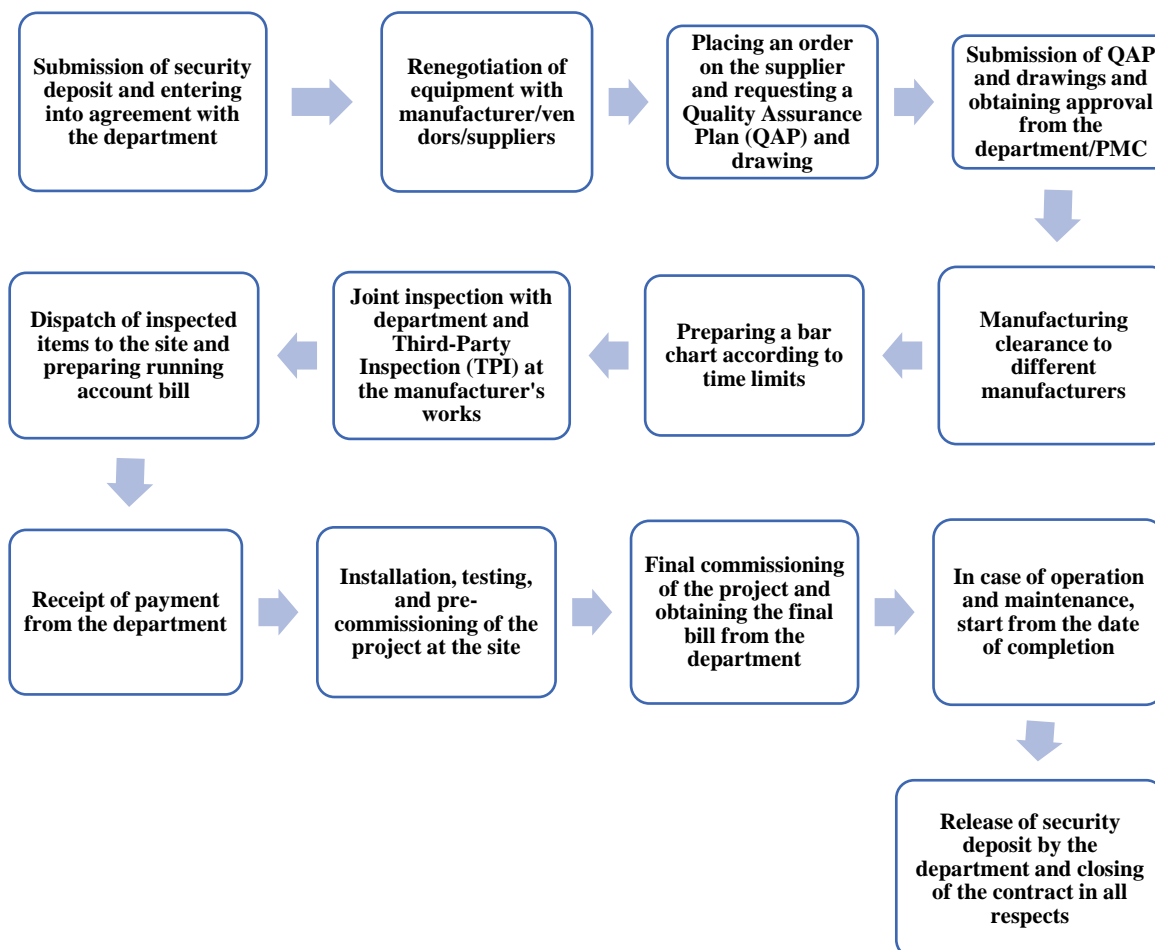 Submission of security
deposit and entering
into agreement with
the department
Renegotiation of
equipment with
manufacturer/ven
dors/suppliers
Placing an order
on the supplier
and requesting a
Quality Assurance
Plan (QAP) and
drawing
Submission of QAP
and drawings and
obtaining approval
from the
department/PMC
Manufacturing
clearance to
different
manufacturers
Preparing a bar
chart according to
time limits
Joint inspection with
department and
Third-Party
Inspection (TPI) at
the manufacturer's
works
Dispatch of inspected
items to the site and
preparing running
account bill
Receipt of payment
from the department
Installation, testing,
and pre-
commissioning of the
project at the site
Final commissioning
of the project and
obtaining the final
bill from the
department
In case of operation
and maintenance,
start from the date
of completion
Release of security
deposit by the
department and closing
of the contract in all
respects